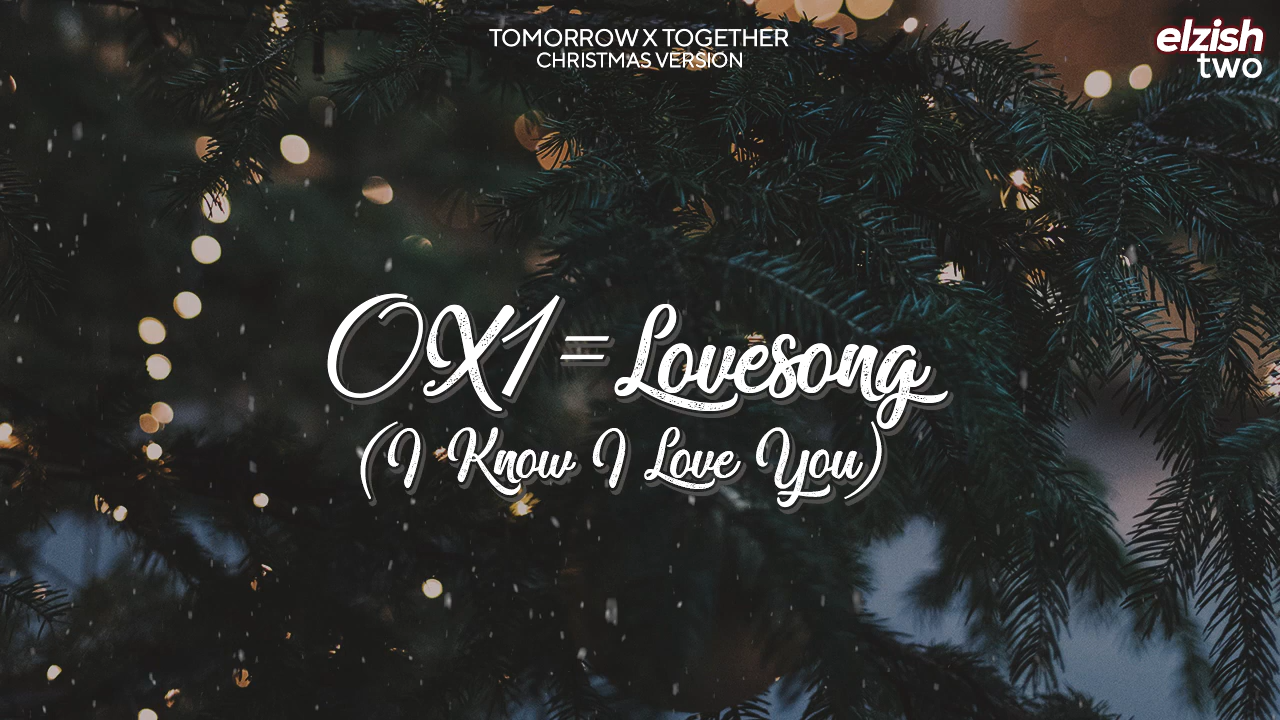 TOMORROW X TOGETHER
CHRISTMAS VERSION
elzish
two
0X1 = Lovesong
(I Know I Love You)